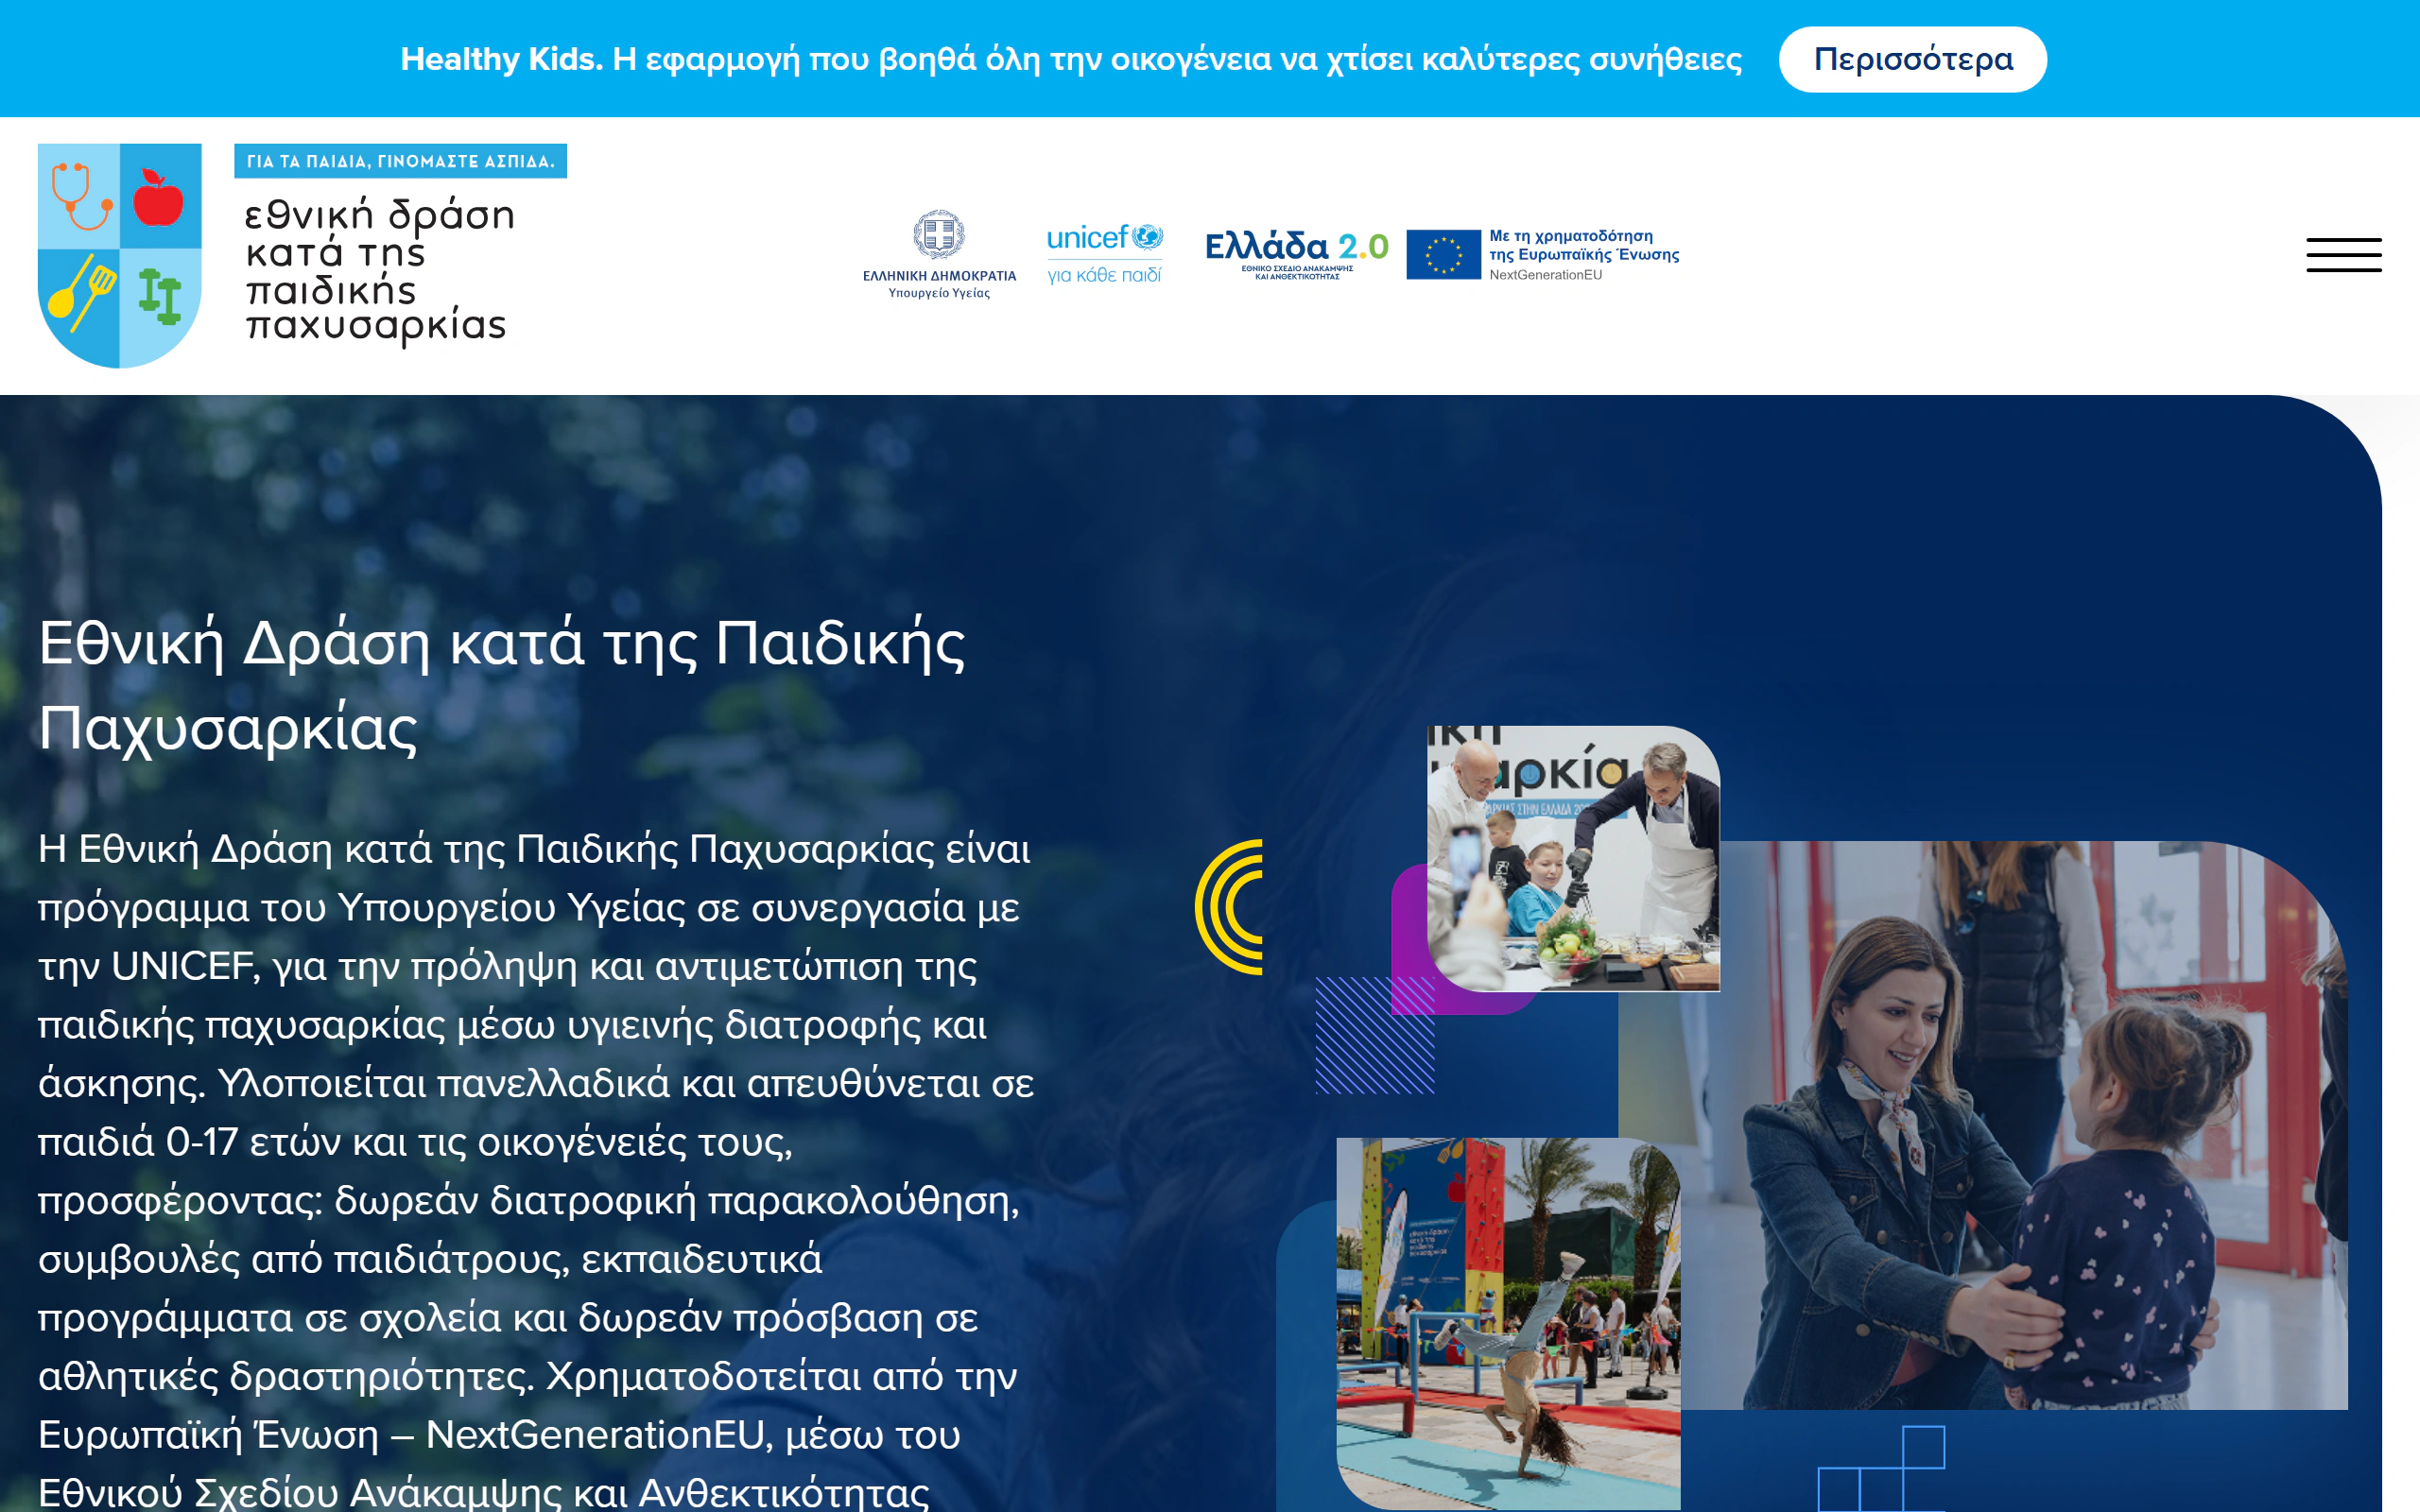 Healthy Kids. Η εφαρμογή που βοηθά όλη την οικογένεια να χτίσει καλύτερες συνήθειες
Περισσότερα
ΓΙΑ ΤΑ ΠΑΙΔΙΑ, ΓΙΝΟΜΑΣΤΕ ΑΣΠΙΔΑ.
εθνική δράση
κατά της
παιδικής
παχυσαρκίας
ΕΛΛΗΝΙΚΗ ΔΗΜΟΚΡΑΤΙΑ
Υπουργείο Υγείας
unicef
για κάθε παιδί
Ελλάδα 2.0
ΕΘΝΙΚΟ ΣΧΕΔΙΟ ΑΝΑΚΑΜΨΗΣ
ΚΑΙ ΑΝΘΕΚΤΙΚΟΤΗΤΑΣ
Με τη χρηματοδότηση
της Ευρωπαϊκής Ένωσης
NextGenerationEU
Εθνική Δράση κατά της Παιδικής
Παχυσαρκίας
Η Εθνική Δράση κατά της Παιδικής Παχυσαρκίας είναι
πρόγραμμα του Υπουργείου Υγείας σε συνεργασία με
την UNICEF, για την πρόληψη και αντιμετώπιση της
παιδικής παχυσαρκίας μέσω υγιεινής διατροφής και
άσκησης. Υλοποιείται πανελλαδικά και απευθύνεται σε
παιδιά 0-17 ετών και τις οικογένειές τους,
προσφέροντας: δωρεάν διατροφική παρακολούθηση,
συμβουλές από παιδιάτρους, εκπαιδευτικά
προγράμματα σε σχολεία και δωρεάν πρόσβαση σε
αθλητικές δραστηριότητες. Χρηματοδοτείται από την
Ευρωπαϊκή Ένωση – NextGenerationEU, μέσω του
Εθνικού Σχεδίου Ανάκαμψης και Ανθεκτικότητας